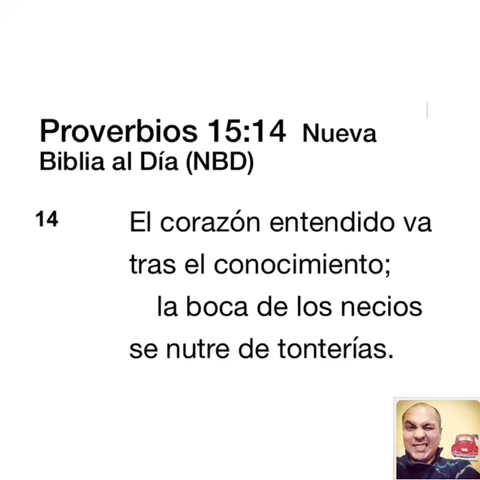 Proverbios 15:14 Nueva
Biblia al Día (NBD)
14 El corazón entendido va
tras el conocimiento;
la boca de los necios
se nutre de tonterías.